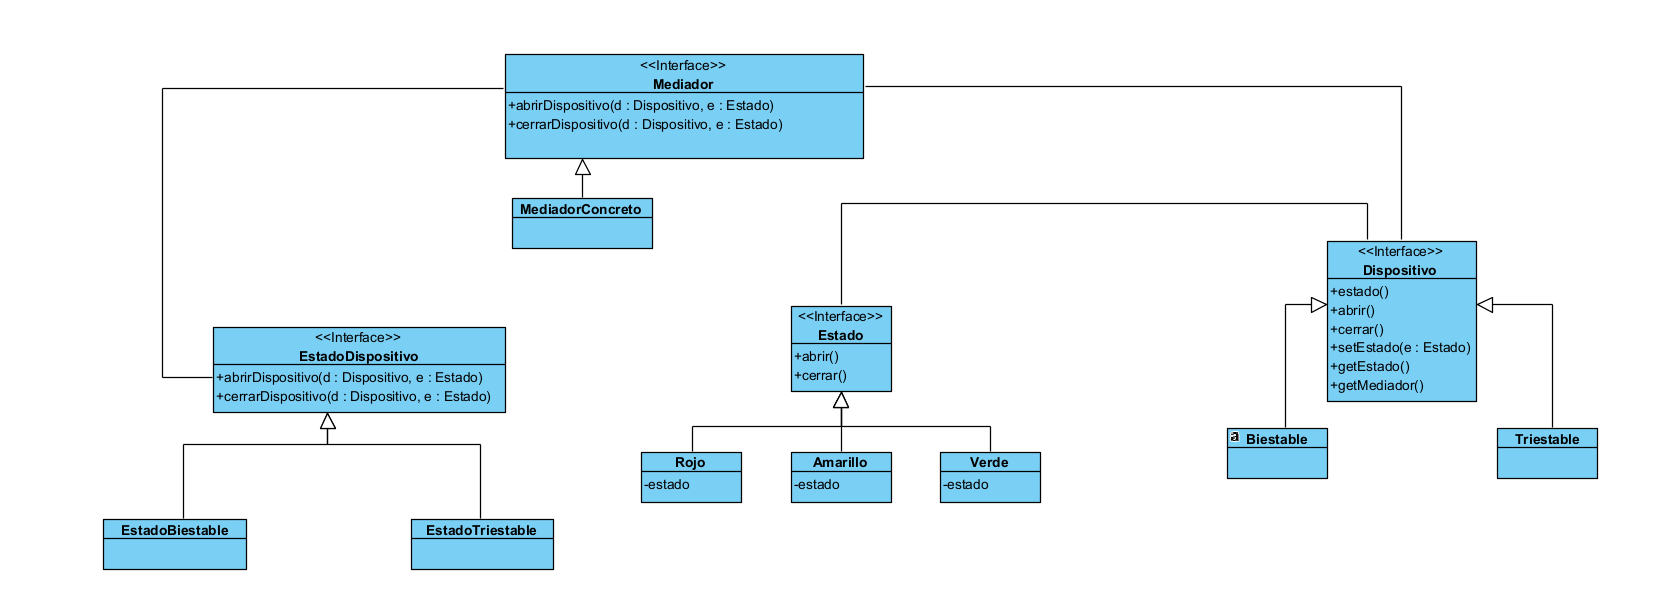 <<Interface>>
Mediador
+abrirDispositivo(d : Dispositivo, e : Estado)
+cerrarDispositivo(d : Dispositivo, e : Estado)
MediadorConcreto
<<Interface>>
Dispositivo
+estado()
+abrir()
+cerrar()
+setEstado(e : Estado)
+getEstado()
+getMediador()
<<Interface>>
Estado
+abrir()
+cerrar()
<<Interface>>
EstadoDispositivo
+abrirDispositivo(d : Dispositivo, e : Estado)
+cerrarDispositivo(d : Dispositivo, e : Estado)
a Biestable
Triestable
Rojo
-estado
Amarillo
-estado
Verde
-estado
EstadoBiestable
EstadoTriestable